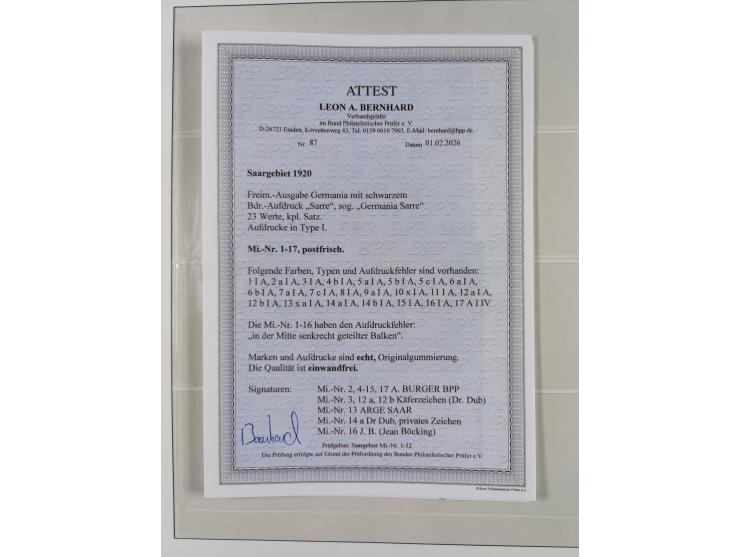 ATTEST
LEON A. BERNHARD
Verbandsprüfer
im Bund Philatelistischer Prüfer e. V.
D-26723 Emden, Korvettenweg 43, Tel. 0159 0610 7903, E-Mail: bernhard@bpp.de
Nr. 87 Datum 01.02.2026
Saargebiet 1920
Freim.-Ausgabe Germania mit schwarzem
Bdr.-Aufdruck „Sarre“, sog. „Germania Sarre“
23 Werte, kpl. Satz.
Aufdrucke in Type I.
Mi.-Nr. 1-17, postfrisch.
Folgende Farben, Typen und Aufdruckfehler sind vorhanden:
1 I A, 2 a I A, 3 I A, 4 b I A, 5 a I A, 5 b I A, 5 c I A, 6 a I A,
6 b I A, 7 a I A, 7 c I A, 8 I A, 9 a I A, 10 x I A, 11 I A, 12 a I A,
12 b I A, 13 x a I A, 14 a I A, 14 b I A, 15 I A, 16 I A, 17 A I IV
Die Mi.-Nr. 1-16 haben den Aufdruckfehler:
„in der Mitte senkrecht geteilter Balken“.
Marken und Aufdrucke sind echt, Originalgummierung.
Die Qualität ist einwandfrei.
Signaturen: Mi.-Nr. 2, 4-15, 17 A. BURGER BPP
Mi.-Nr. 3, 12 a, 12 b Käferzeichen (Dr. Dub)
Mi.-Nr. 13 ARGE SAAR
Mi.-Nr. 14 a Dr Dub, privates Zeichen
Mi.-Nr. 16 J. B. (Jean Böcking)
Bernhard
Prüfgebiet: Saargebiet Mi.-Nr. 1-52
Die Prüfung erfolgte auf Grund der Prüfordnung des Bundes Philatelistischer Prüfer e.V.
© Bund Philatelistischer Prüfer e.V.